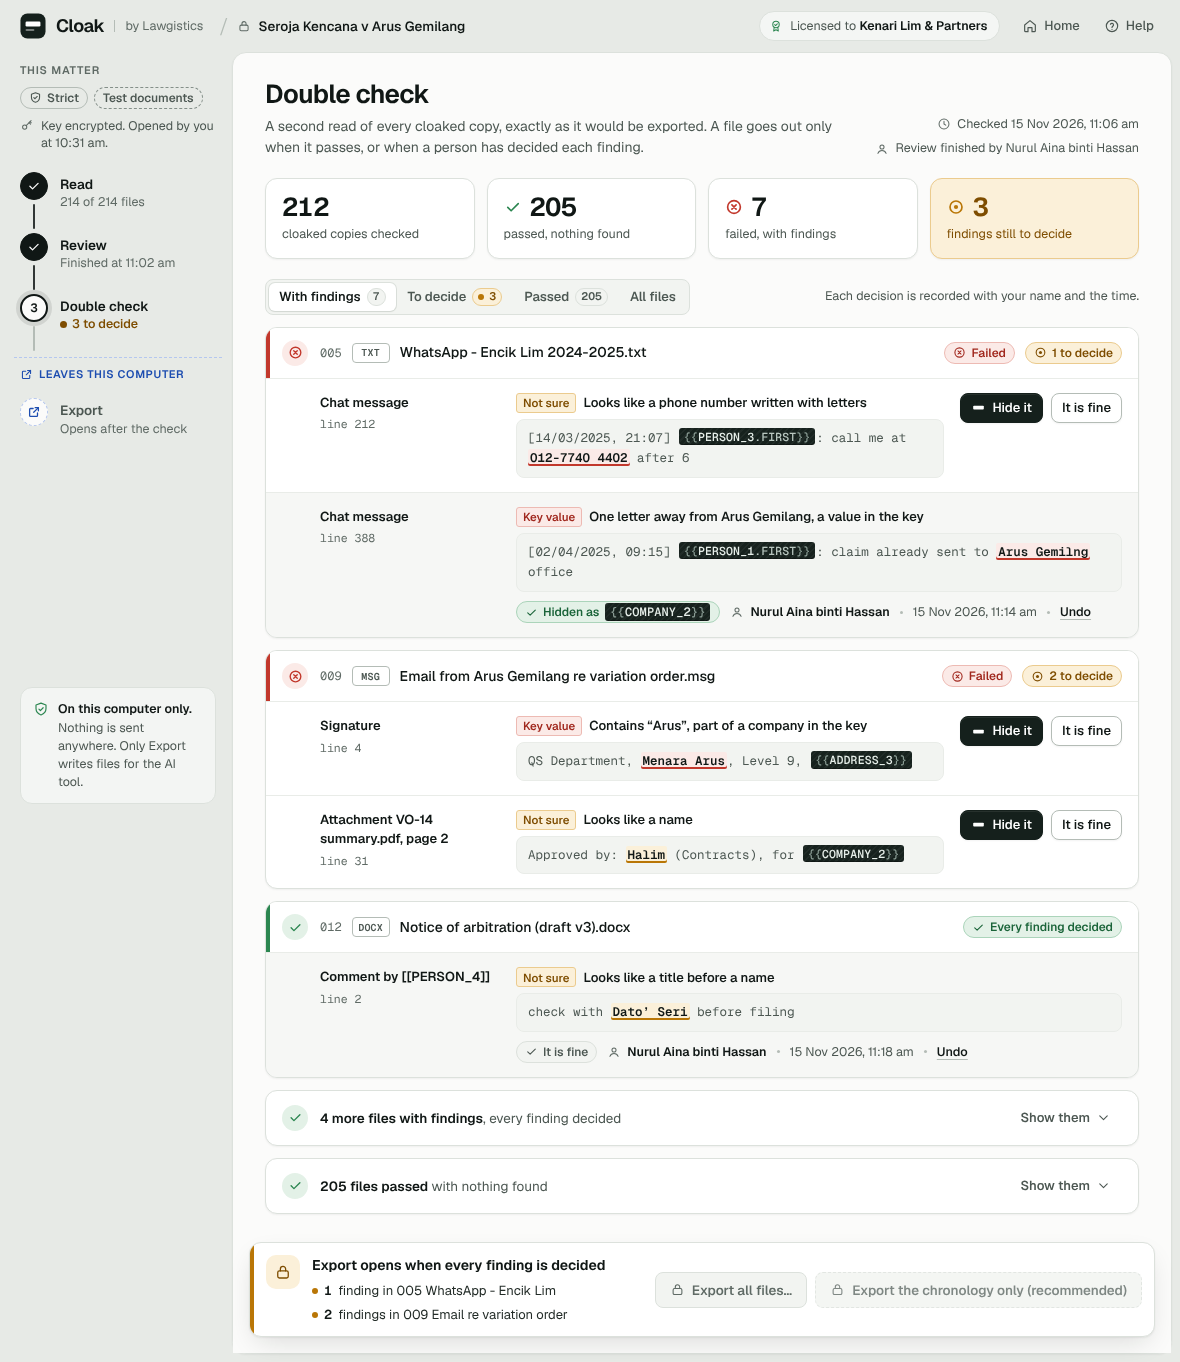 Cloak | by Lawgistics / Seroja Kencana v Arus Gemilang
Licensed to Kenari Lim & Partners
Home
Help
THIS MATTER
Strict
Test documents
Key encrypted. Opened by you
at 10:31 am.
Read
214 of 214 files
Review
Finished at 11:02 am
3
Double check
3 to decide
LEAVES THIS COMPUTER
Export
Opens after the check
On this computer only.
Nothing is sent
anywhere. Only Export
writes files for the AI
tool.
Double check
A second read of every cloaked copy, exactly as it would be exported. A file goes out only
when it passes, or when a person has decided each finding.
Checked 15 Nov 2026, 11:06 am
Review finished by Nurul Aina binti Hassan
212
cloaked copies checked
205
passed, nothing found
7
failed, with findings
3
findings still to decide
With findings 7
To decide 3
Passed 205
All files
Each decision is recorded with your name and the time.
005 TXT WhatsApp - Encik Lim 2024-2025.txt
Failed
1 to decide
Chat message
line 212
Not sure Looks like a phone number written with letters
[14/03/2025, 21:07] {{PERSON_3.FIRST}}: call me at
012-7740 4402 after 6
Hide it
It is fine
Chat message
line 388
Key value One letter away from Arus Gemilang, a value in the key
[02/04/2025, 09:15] {{PERSON_1.FIRST}}: claim already sent to Arus Gemilng
office
Hidden as {{COMPANY_2}} Nurul Aina binti Hassan • 15 Nov 2026, 11:14 am • Undo
009 MSG Email from Arus Gemilang re variation order.msg
Failed
2 to decide
Signature
line 4
Key value Contains “Arus”, part of a company in the key
QS Department, Menara Arus, Level 9, {{ADDRESS_3}}
Hide it
It is fine
Attachment VO-14
summary.pdf, page 2
line 31
Not sure Looks like a name
Approved by: Halim (Contracts), for {{COMPANY_2}}
Hide it
It is fine
012 DOCX Notice of arbitration (draft v3).docx
Every finding decided
Comment by [[PERSON_4]]
line 2
Not sure Looks like a title before a name
check with Dato' Seri before filing
It is fine Nurul Aina binti Hassan • 15 Nov 2026, 11:18 am • Undo
4 more files with findings, every finding decided
Show them
205 files passed with nothing found
Show them
Export opens when every finding is decided
1 finding in 005 WhatsApp - Encik Lim
2 findings in 009 Email re variation order
Export all files...
Export the chronology only (recommended)